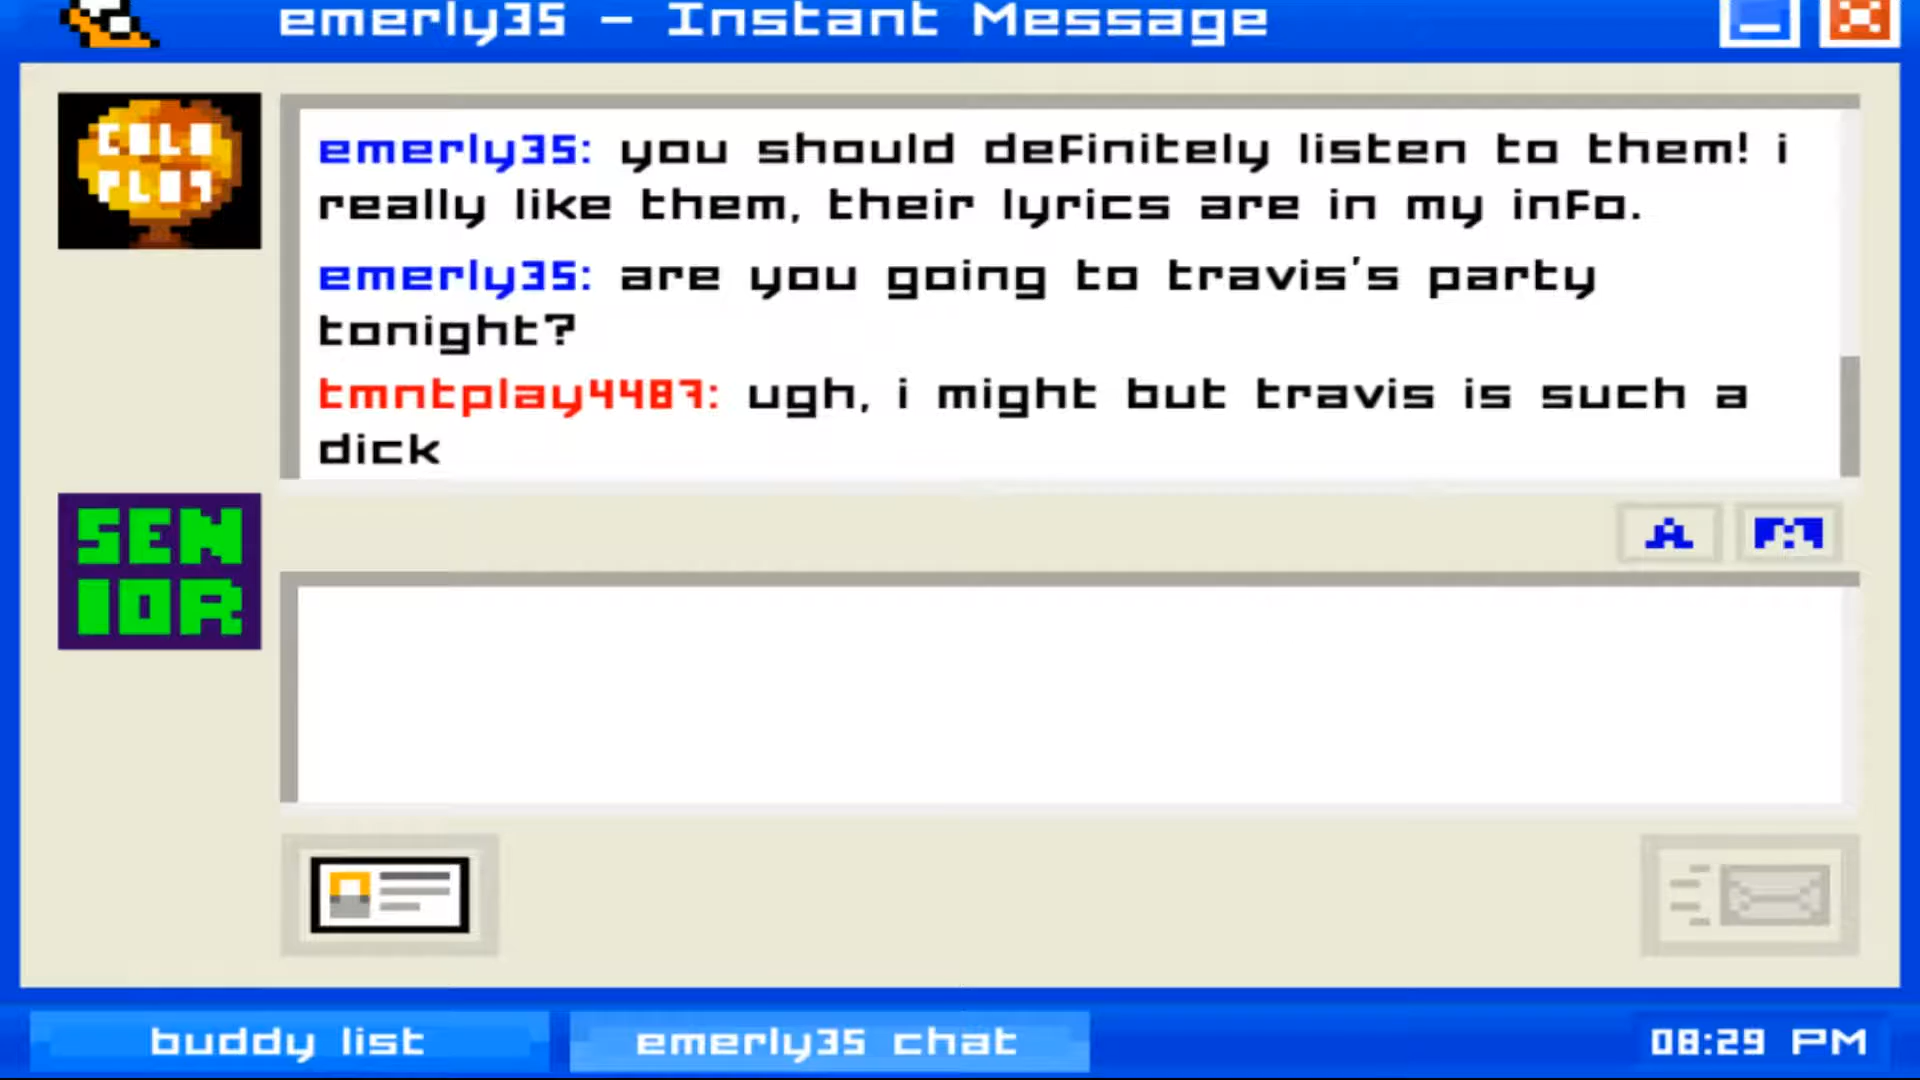 emerly35 - Instant Message
COLD
PLAY
emerly35: you should definitely listen to them! i
really like them, their lyrics are in my info.
emerly35: are you going to travis's party
tonight?
tmntplay4487: ugh, i might but travis is such a
dick
SEN
IOR
A
buddy list
emerly35 chat
08:29 PM